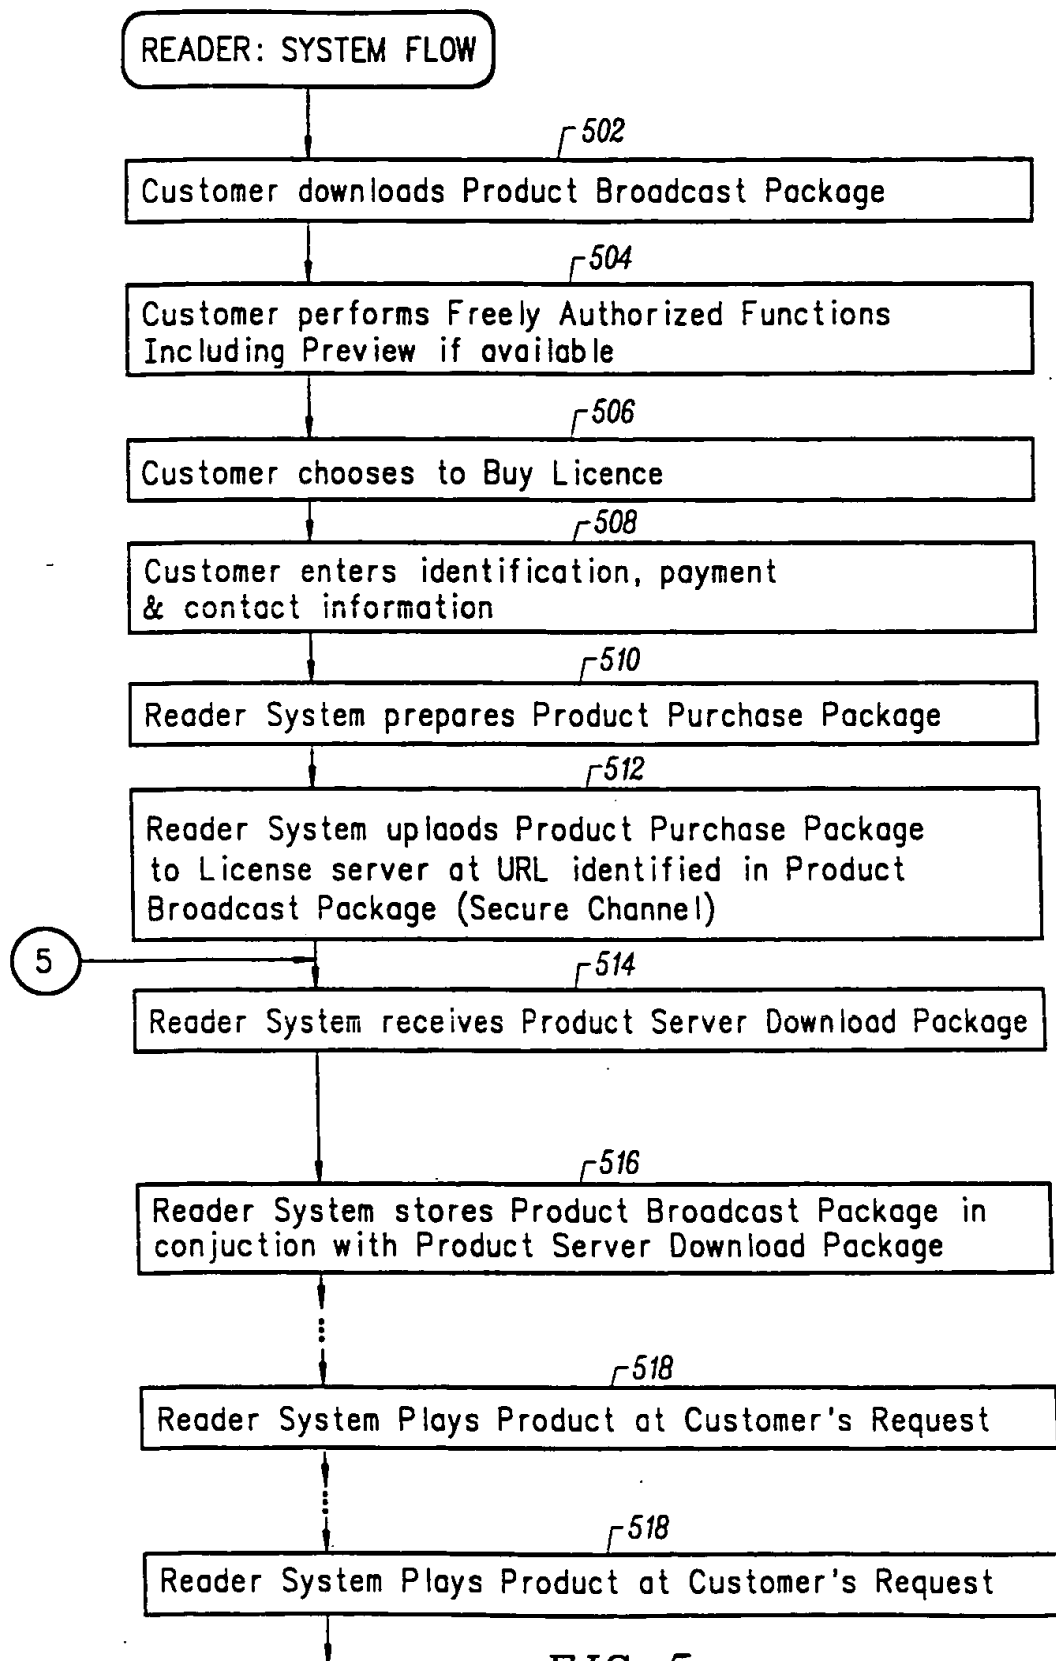 READER: SYSTEM FLOW
502
Customer downloads Product Broadcast Package
504
Customer performs Freely Authorized Functions
Including Preview if available
506
Customer chooses to Buy Licence
508
Customer enters identification, payment
& contact information
510
Reader System prepares Product Purchase Package
512
Reader System uplaods Product Purchase Package
to License server at URL identified in Product
Broadcast Package (Secure Channel)
5
514
Reader System receives Product Server Download Package
516
Reader System stores Product Broadcast Package in
conjuction with Product Server Download Package
518
Reader System Plays Product at Customer's Request
518
Reader System Plays Product at Customer's Request
FIG. 5